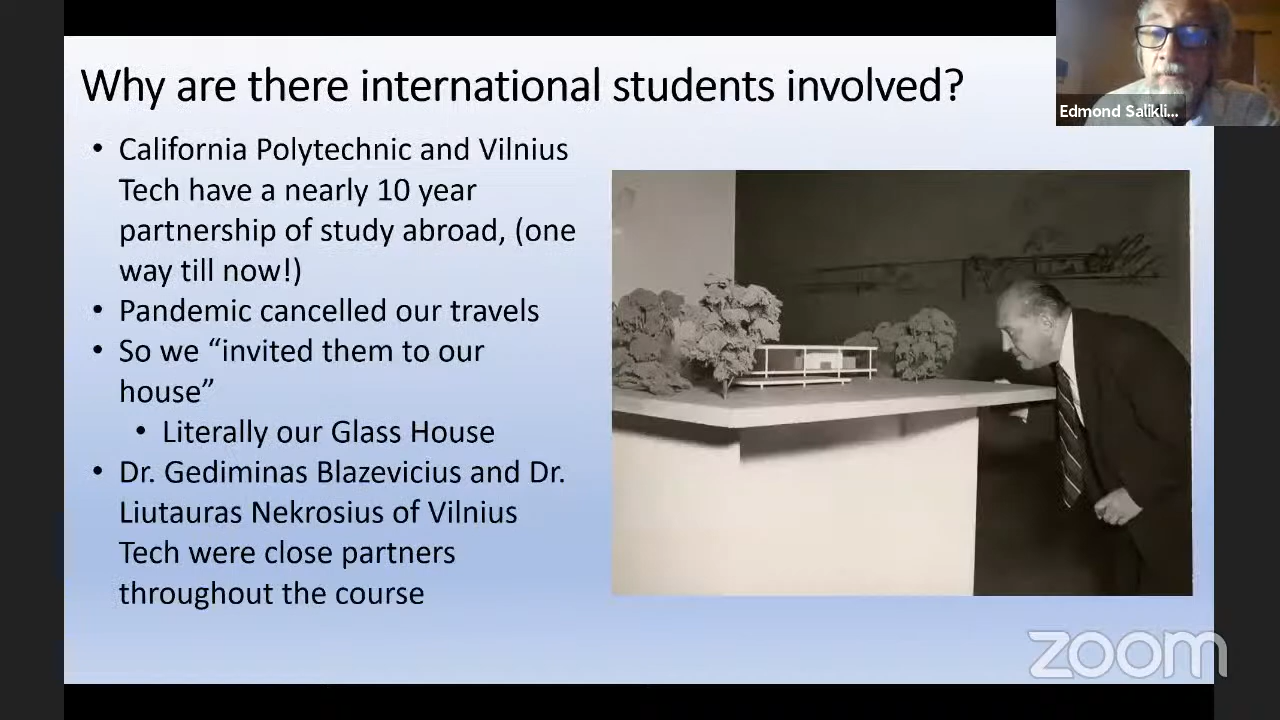 Why are there international students involved?
Edmond Salikli...
• California Polytechnic and Vilnius
Tech have a nearly 10 year
partnership of study abroad, (one
way till now!)
• Pandemic cancelled our travels
• So we “invited them to our
house”
• Literally our Glass House
• Dr. Gediminas Blazevicius and Dr.
Liutauras Nekrosius of Vilnius
Tech were close partners
throughout the course
zoom